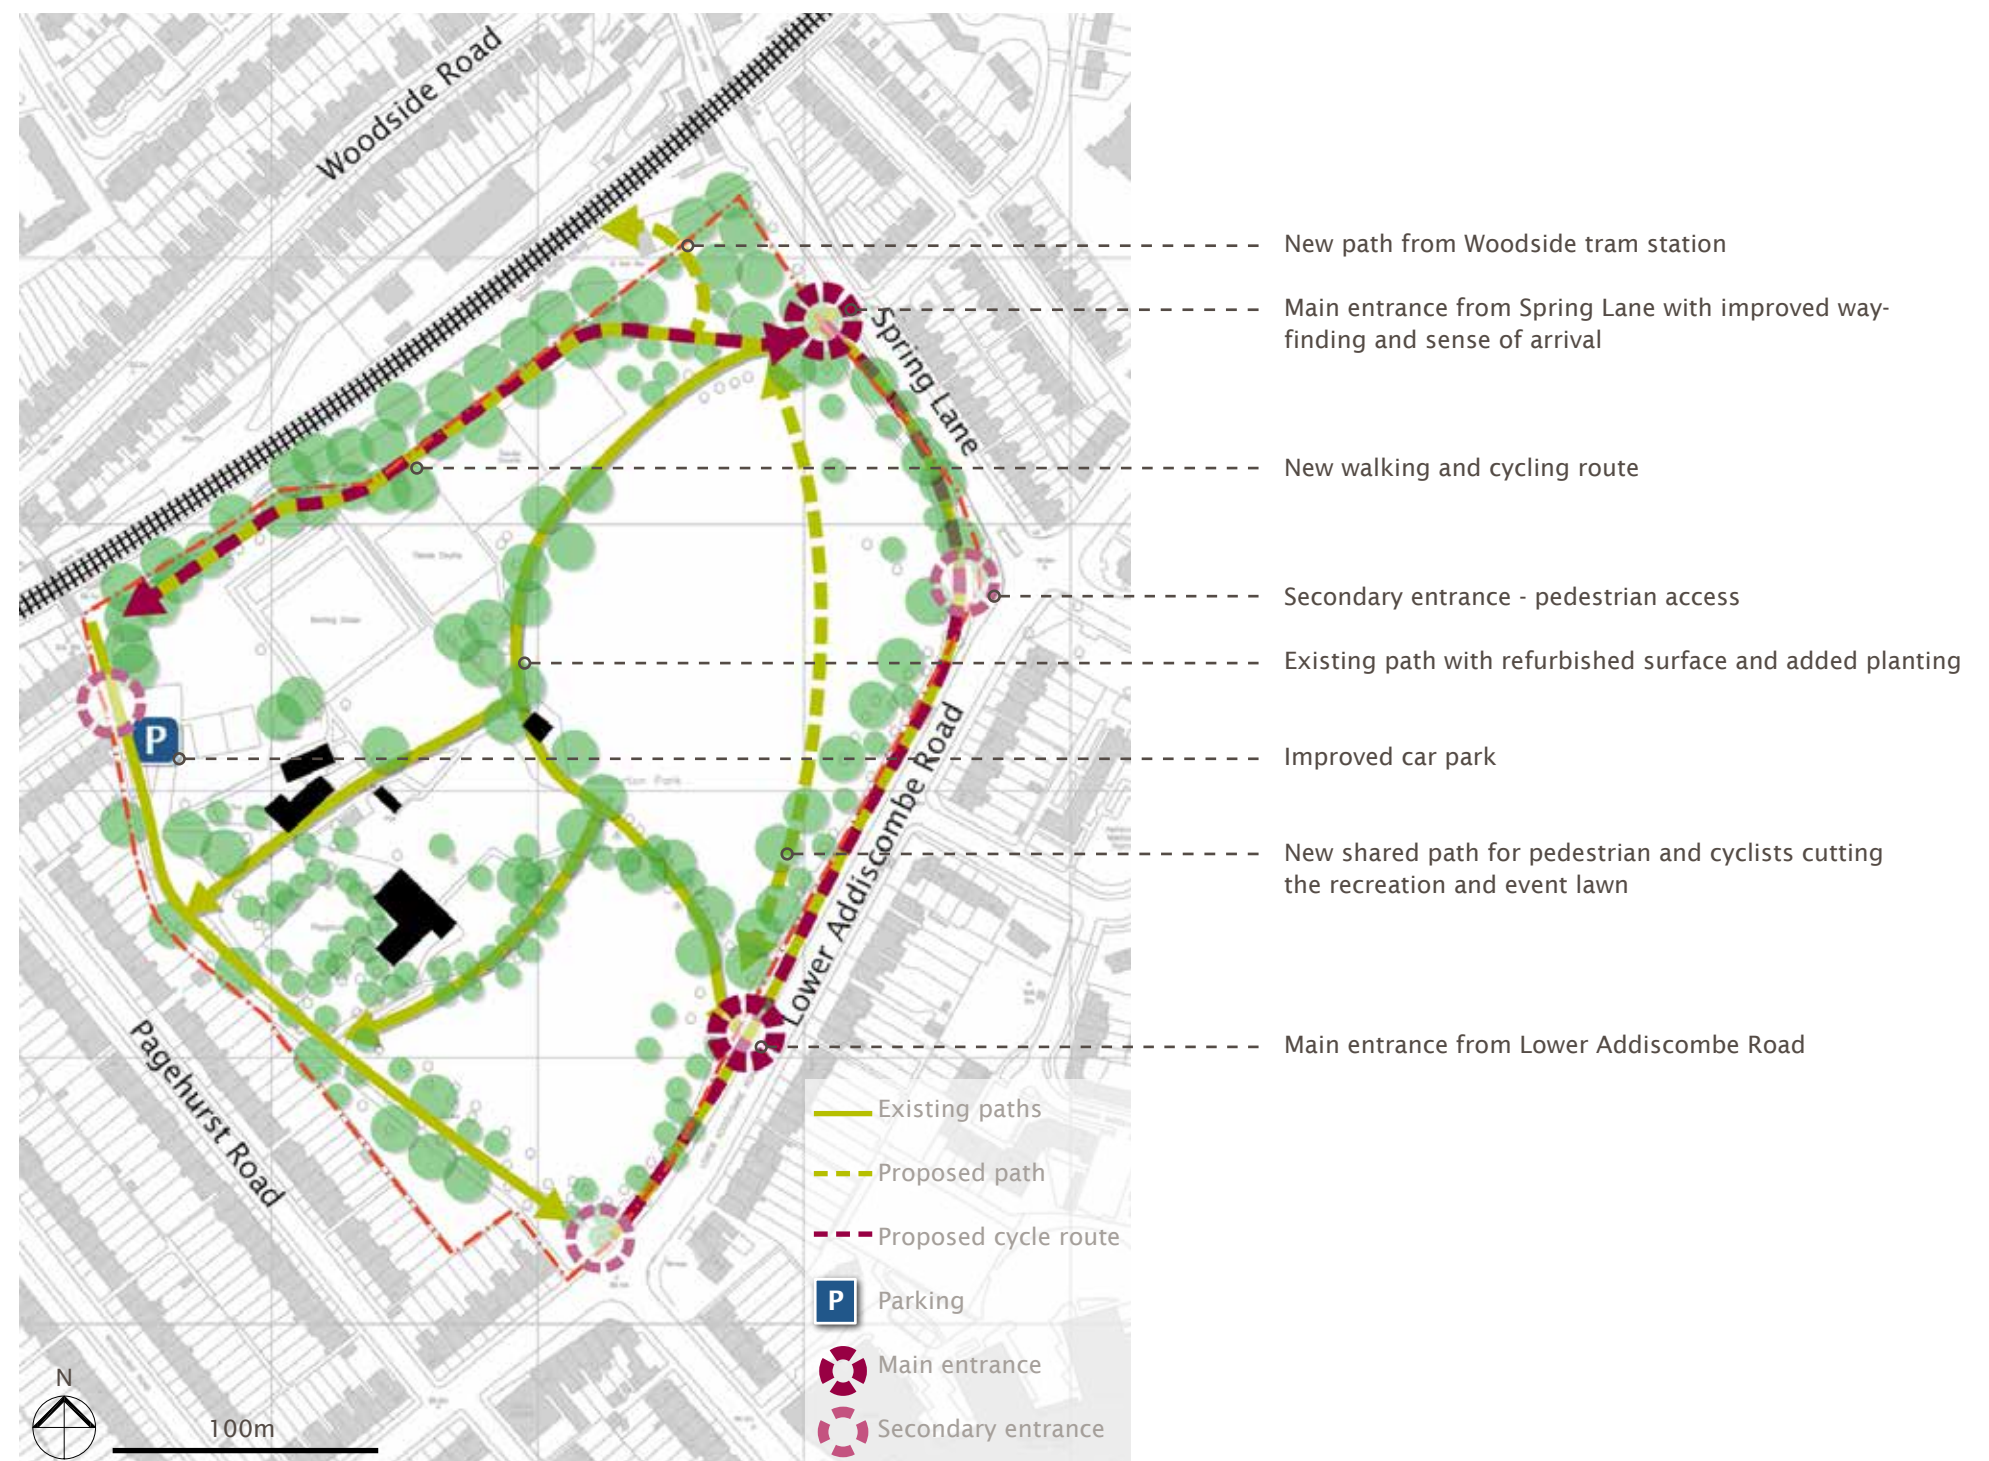 Woodside Road
Spring Lane
Lower Addiscombe Road
Pagehurst Road
P
New path from Woodside tram station
Main entrance from Spring Lane with improved way-
finding and sense of arrival
New walking and cycling route
Secondary entrance - pedestrian access
Existing path with refurbished surface and added planting
Improved car park
New shared path for pedestrian and cyclists cutting
the recreation and event lawn
Main entrance from Lower Addiscombe Road
Existing paths
Proposed path
Proposed cycle route
P Parking
Main entrance
Secondary entrance
N
100m